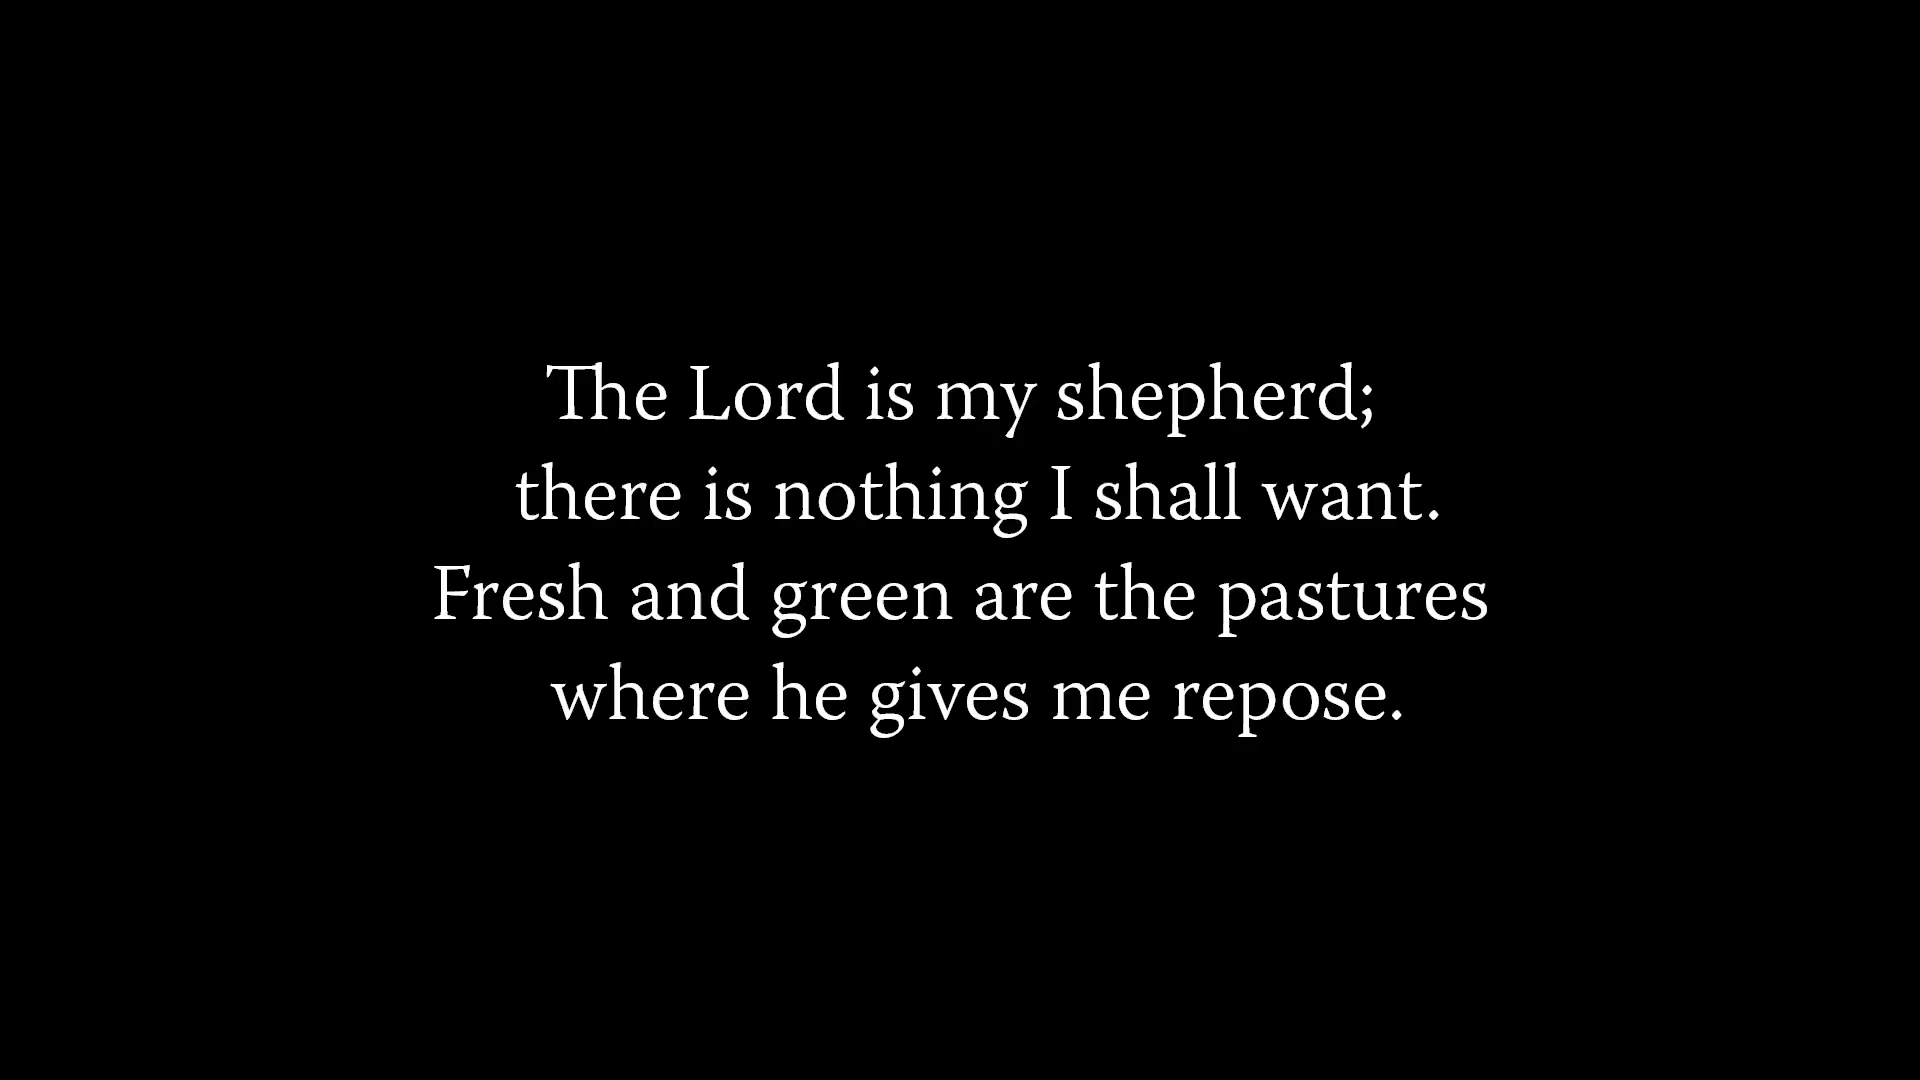 The Lord is my shepherd;
there is nothing I shall want.
Fresh and green are the pastures
where he gives me repose.